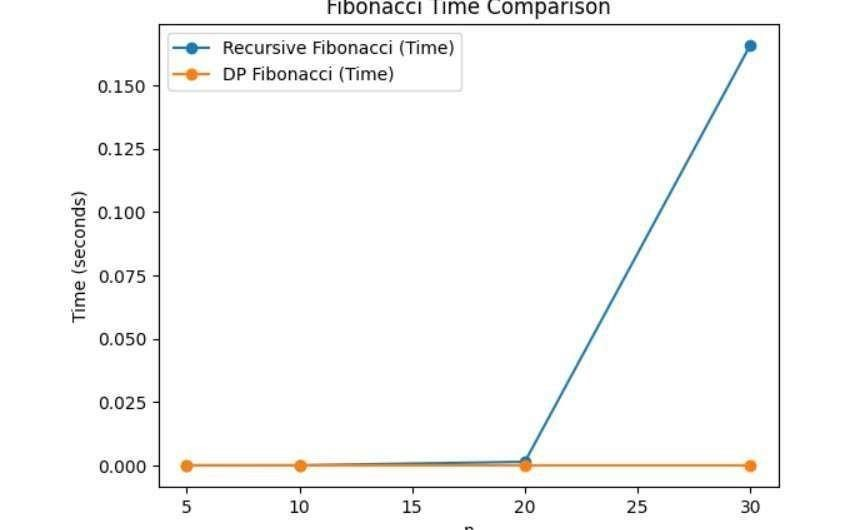 Fibonacci Time Comparison
Recursive Fibonacci (Time)
DP Fibonacci (Time)
Time (seconds)
0.150
0.125
0.100
0.075
0.050
0.025
0.000
5 10 15 20 25 30
n